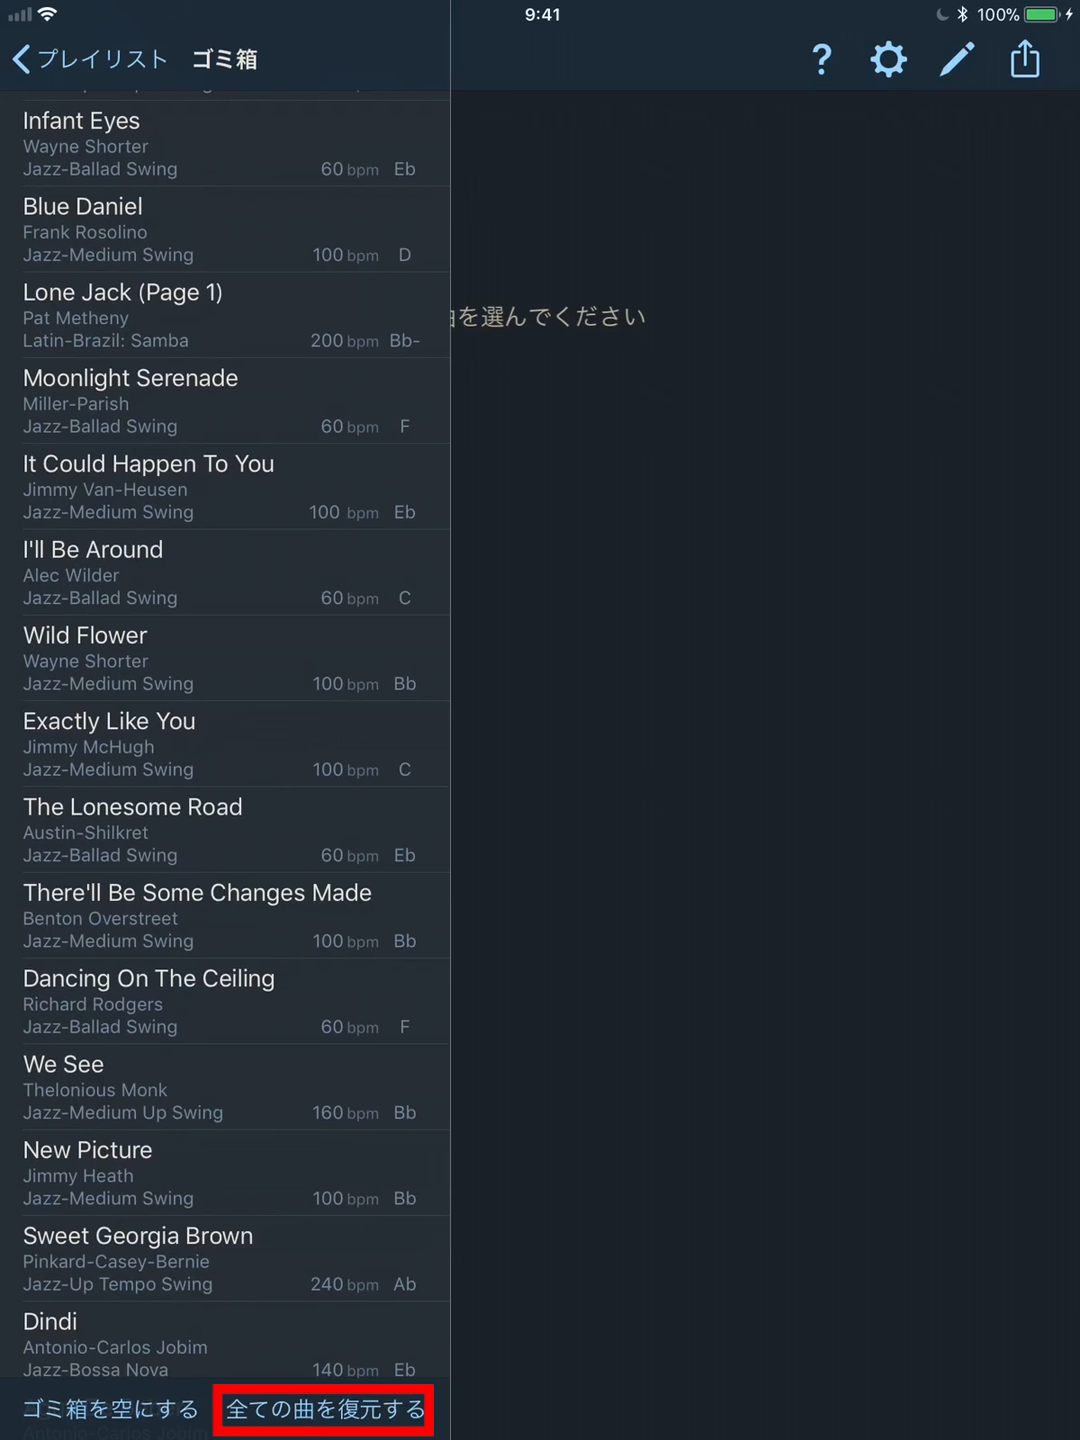 9:41
100%
プレイリスト ゴミ箱
?
Infant Eyes
Wayne Shorter
Jazz-Ballad Swing 60 bpm Eb
Blue Daniel
Frank Rosolino
Jazz-Medium Swing 100 bpm D
Lone Jack (Page 1)
Pat Metheny
Latin-Brazil: Samba 200 bpm Bb-
を選んでください
Moonlight Serenade
Miller-Parish
Jazz-Ballad Swing 60 bpm F
It Could Happen To You
Jimmy Van-Heusen
Jazz-Medium Swing 100 bpm Eb
I'll Be Around
Alec Wilder
Jazz-Ballad Swing 60 bpm C
Wild Flower
Wayne Shorter
Jazz-Medium Swing 100 bpm Bb
Exactly Like You
Jimmy McHugh
Jazz-Medium Swing 100 bpm C
The Lonesome Road
Austin-Shilkret
Jazz-Ballad Swing 60 bpm Eb
There'll Be Some Changes Made
Benton Overstreet
Jazz-Medium Swing 100 bpm Bb
Dancing On The Ceiling
Richard Rodgers
Jazz-Ballad Swing 60 bpm F
We See
Thelonious Monk
Jazz-Medium Up Swing 160 bpm Bb
New Picture
Jimmy Heath
Jazz-Medium Swing 100 bpm Bb
Sweet Georgia Brown
Pinkard-Casey-Bernie
Jazz-Up Tempo Swing 240 bpm Ab
Dindi
Antonio-Carlos Jobim
Jazz-Bossa Nova 140 bpm Eb
ゴミ箱を空にする 全ての曲を復元する
Antonio-Carlos Jobim